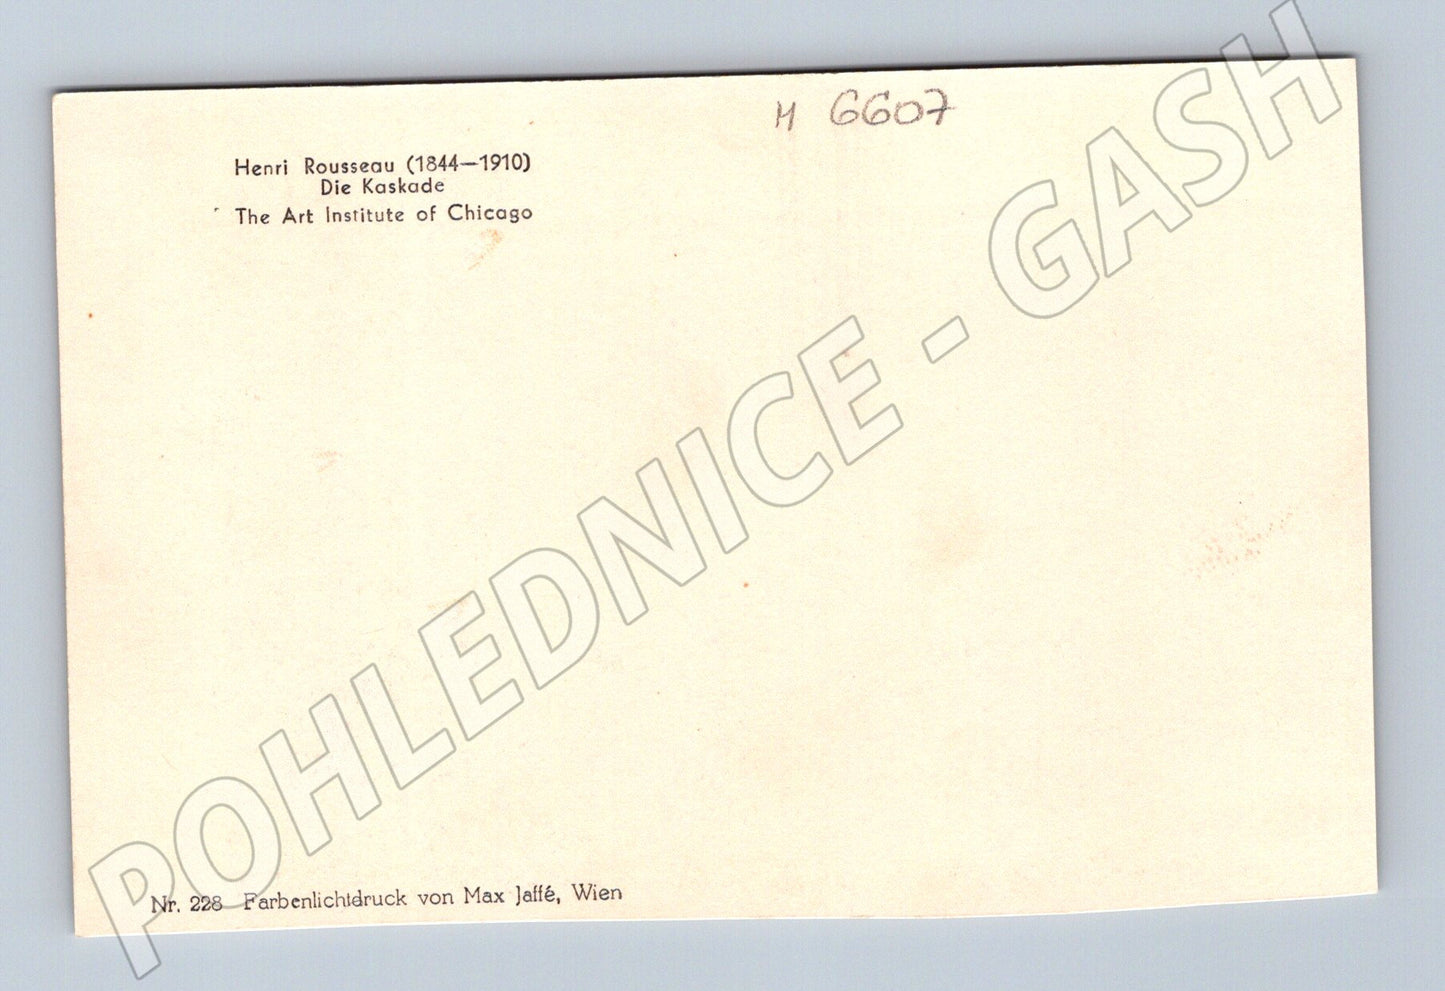 M 6607
Henri Rousseau (1844—1910)
Die Kaskade
The Art Institute of Chicago
POHLEDNICE - GASH
Nr. 228 Farbenlichtdruck von Max Jaffé, Wien